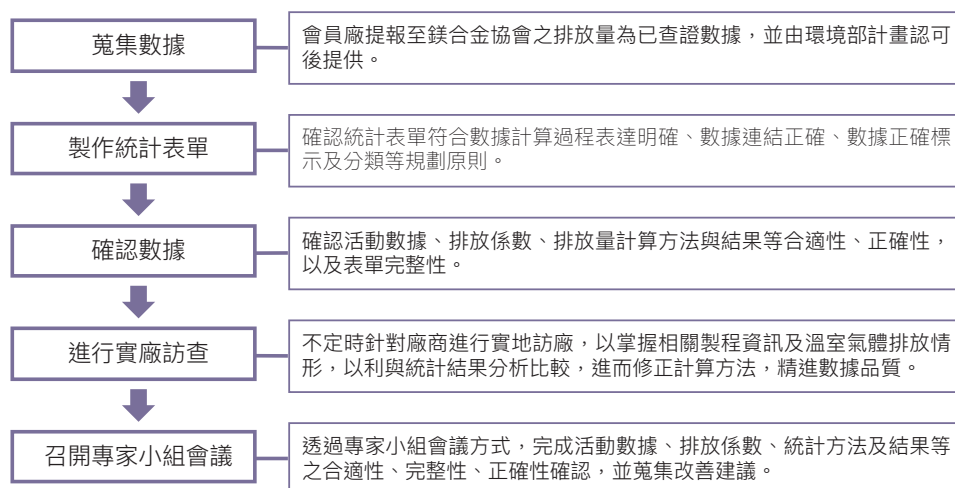 蒐集數據
會員廠提報至鎂合金協會之排放量為已查證數據，並由環境部計畫認可
後提供。
製作統計表單
確認統計表單符合數據計算過程表達明確、數據連結正確、數據正確標
示及分類等規劃原則。
確認數據
確認活動數據、排放係數、排放量計算方法與結果等合適性、正確性，
以及表單完整性。
進行實廠訪查
不定時針對廠商進行實地訪廠，以掌握相關製程資訊及溫室氣體排放情
形，以利與統計結果分析比較，進而修正計算方法，精進數據品質。
召開專家小組會議
透過專家小組會議方式，完成活動數據、排放係數、統計方法及結果等
之合適性、完整性、正確性確認，並蒐集改善建議。